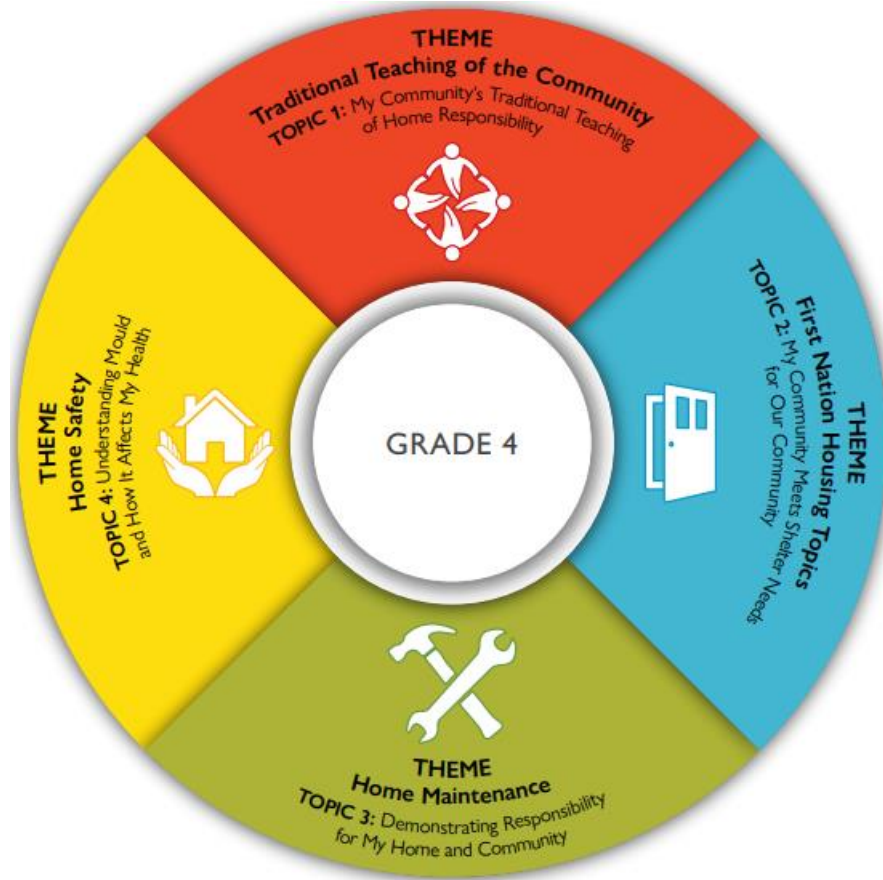 THEME
Traditional Teaching of the Community
TOPIC 1: My Community's Traditional Teaching
of Home Responsibility
THEME
First Nation Housing Topics
TOPIC 2: My Community Meets Shelter Needs
for Our Community
THEME
Home Maintenance
TOPIC 3: Demonstrating Responsibility
for My Home and Community
THEME
Home Safety
TOPIC 4: Understanding Mould
and How It Affects My Health
GRADE 4